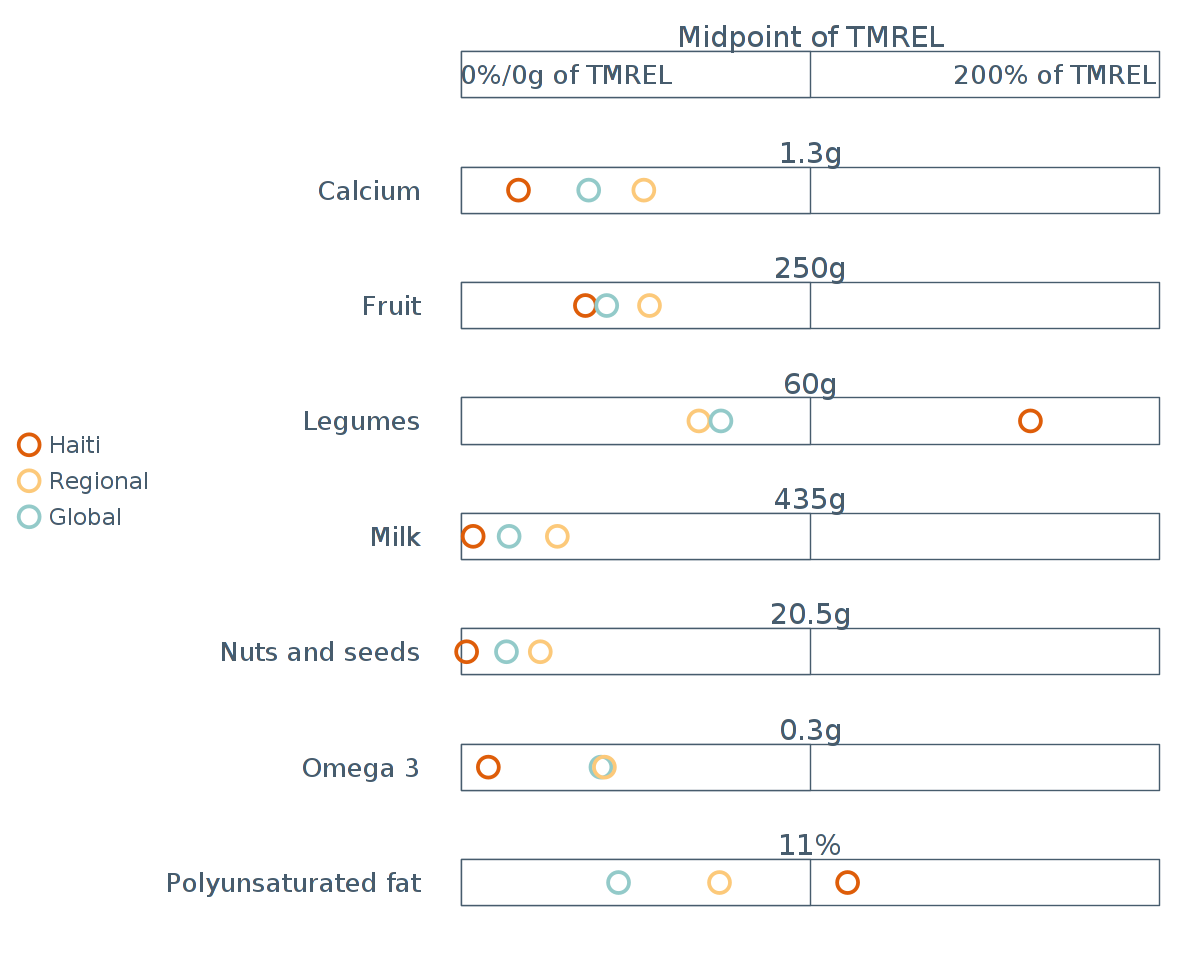 Midpoint of TMREL
0%/0g of TMREL 200% of TMREL
1.3g
Calcium
250g
Fruit
60g
Legumes
Haiti
Regional
Global
435g
Milk
20.5g
Nuts and seeds
0.3g
Omega 3
11%
Polyunsaturated fat